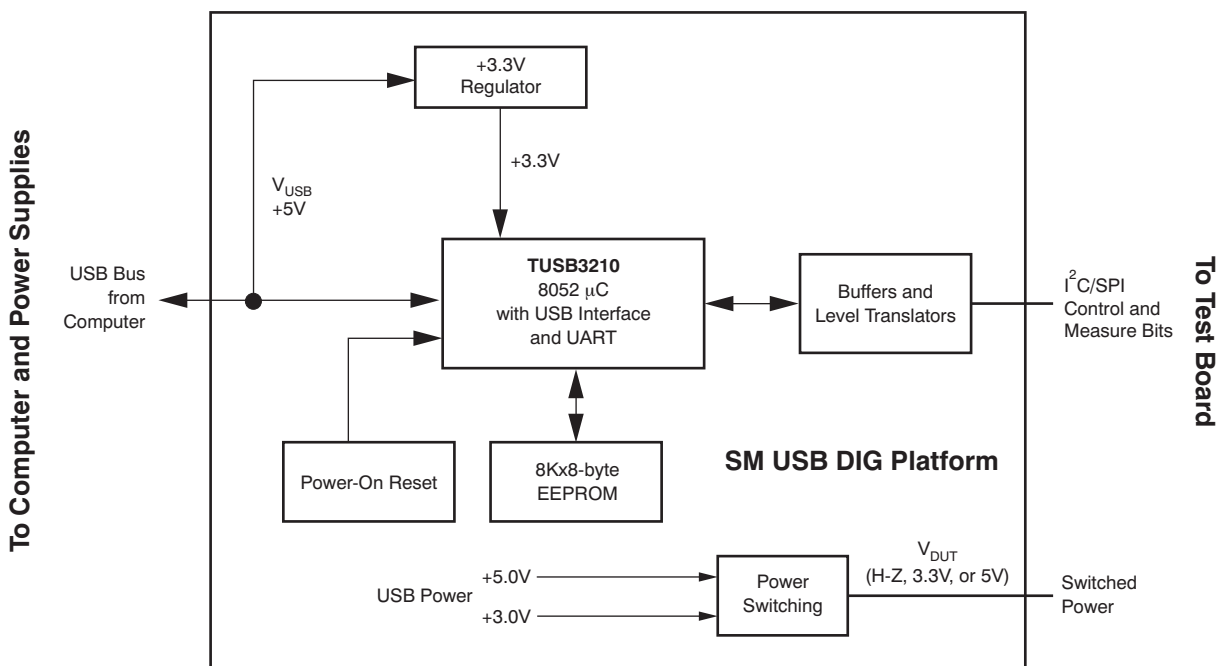 To Computer and Power Supplies
+3.3V
Regulator
+3.3V
V_USB
+5V
USB Bus
from
Computer
TUSB3210
8052 μC
with USB Interface
and UART
Buffers and
Level Translators
I²C/SPI
Control and
Measure Bits
To Test Board
Power-On Reset
8Kx8-byte
EEPROM
SM USB DIG Platform
USB Power
+5.0V
+3.0V
Power
Switching
V_DUT
(H-Z, 3.3V, or 5V)
Switched
Power